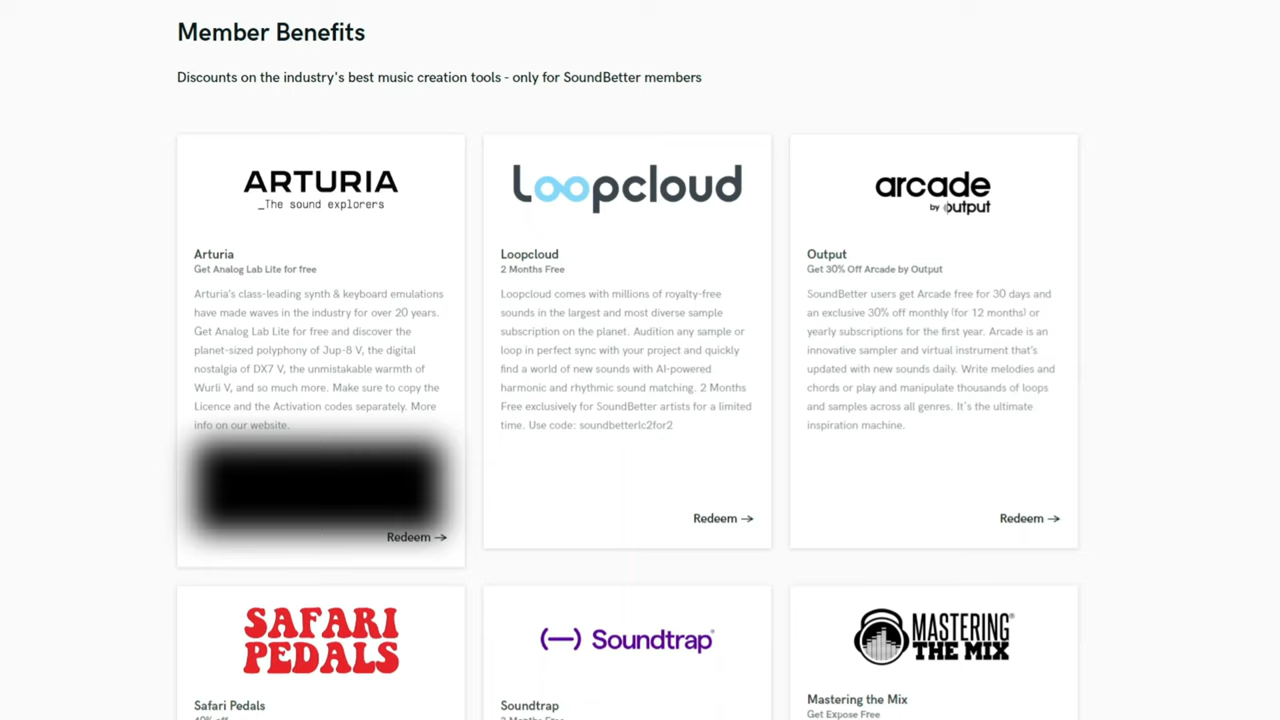 Member Benefits
Discounts on the industry's best music creation tools - only for SoundBetter members
ARTURIA
_The sound explorers
Arturia
Get Analog Lab Lite for free
Arturia's class-leading synth & keyboard emulations
have made waves in the industry for over 20 years.
Get Analog Lab Lite for free and discover the
planet-sized polyphony of Jup-8 V, the digital
nostalgia of DX7 V, the unmistakable warmth of
Wurli V, and so much more. Make sure to copy the
Licence and the Activation codes separately. More
info on our website.
Redeem →
loopcloud
Loopcloud
2 Months Free
Loopcloud comes with millions of royalty-free
sounds in the largest and most diverse sample
subscription on the planet. Audition any sample or
loop in perfect sync with your project and quickly
find a world of new sounds with AI-powered
harmonic and rhythmic sound matching. 2 Months
Free exclusively for SoundBetter artists for a limited
time. Use code: soundbetterlc2for2
Redeem →
arcade
by output
Output
Get 30% Off Arcade by Output
SoundBetter users get Arcade free for 30 days and
an exclusive 30% off monthly (for 12 months) or
yearly subscriptions for the first year. Arcade is an
innovative sampler and virtual instrument that's
updated with new sounds daily. Write melodies and
chords or play and manipulate thousands of loops
and samples across all genres. It's the ultimate
inspiration machine.
Redeem →
SAFARI
PEDALS
Safari Pedals
40% off
Soundtrap
Soundtrap
2 Months Free
MASTERING
THE MIX
Mastering the Mix
Get Expose Free